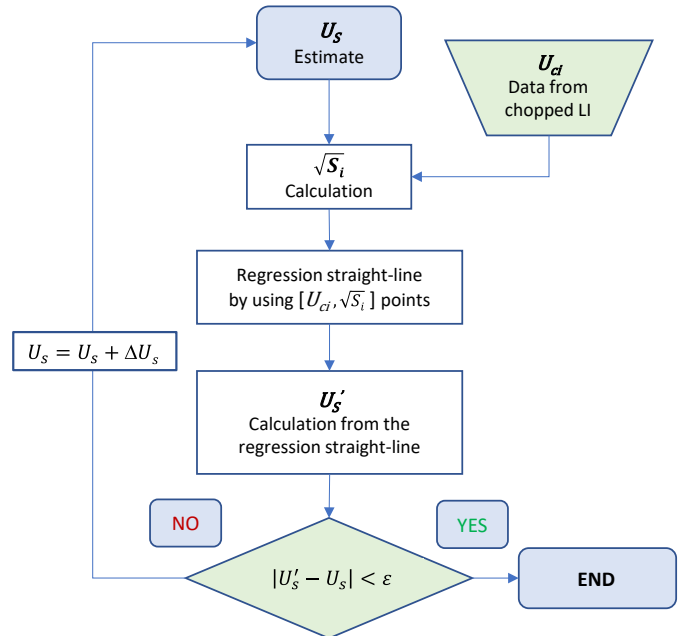 U_S
Estimate
U_ci
Data from
chopped LI
√S_i
Calculation
Regression straight-line
by using [U_ci, √S_i] points
U_s = U_s + ΔU_s
U_S′
Calculation from the
regression straight-line
NO
YES
|U_s′ − U_s| < ε
END